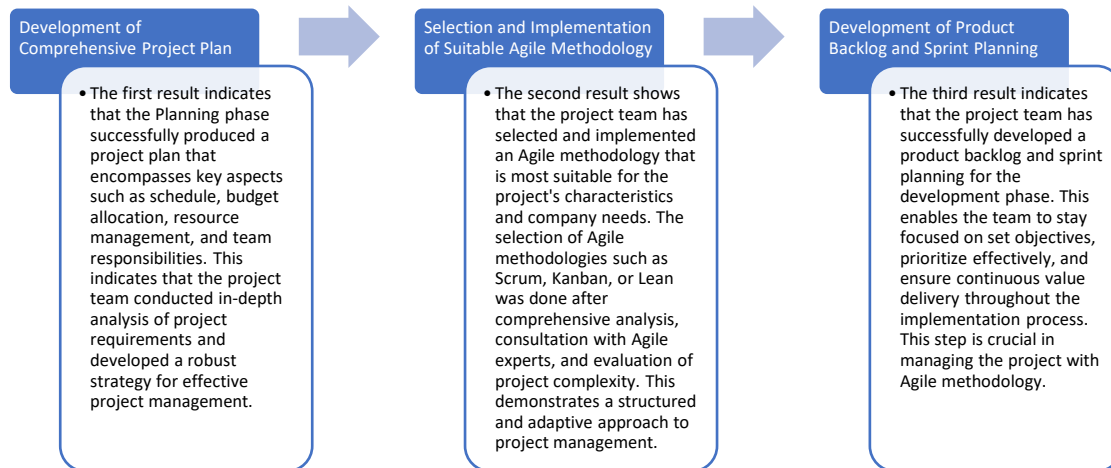 Development of
Comprehensive Project Plan
• The first result indicates
that the Planning phase
successfully produced a
project plan that
encompasses key aspects
such as schedule, budget
allocation, resource
management, and team
responsibilities. This
indicates that the project
team conducted in-depth
analysis of project
requirements and
developed a robust
strategy for effective
project management.
Selection and Implementation
of Suitable Agile Methodology
• The second result shows
that the project team has
selected and implemented
an Agile methodology that
is most suitable for the
project's characteristics
and company needs. The
selection of Agile
methodologies such as
Scrum, Kanban, or Lean
was done after
comprehensive analysis,
consultation with Agile
experts, and evaluation of
project complexity. This
demonstrates a structured
and adaptive approach to
project management.
Development of Product
Backlog and Sprint Planning
• The third result indicates
that the project team has
successfully developed a
product backlog and sprint
planning for the
development phase. This
enables the team to stay
focused on set objectives,
prioritize effectively, and
ensure continuous value
delivery throughout the
implementation process.
This step is crucial in
managing the project with
Agile methodology.